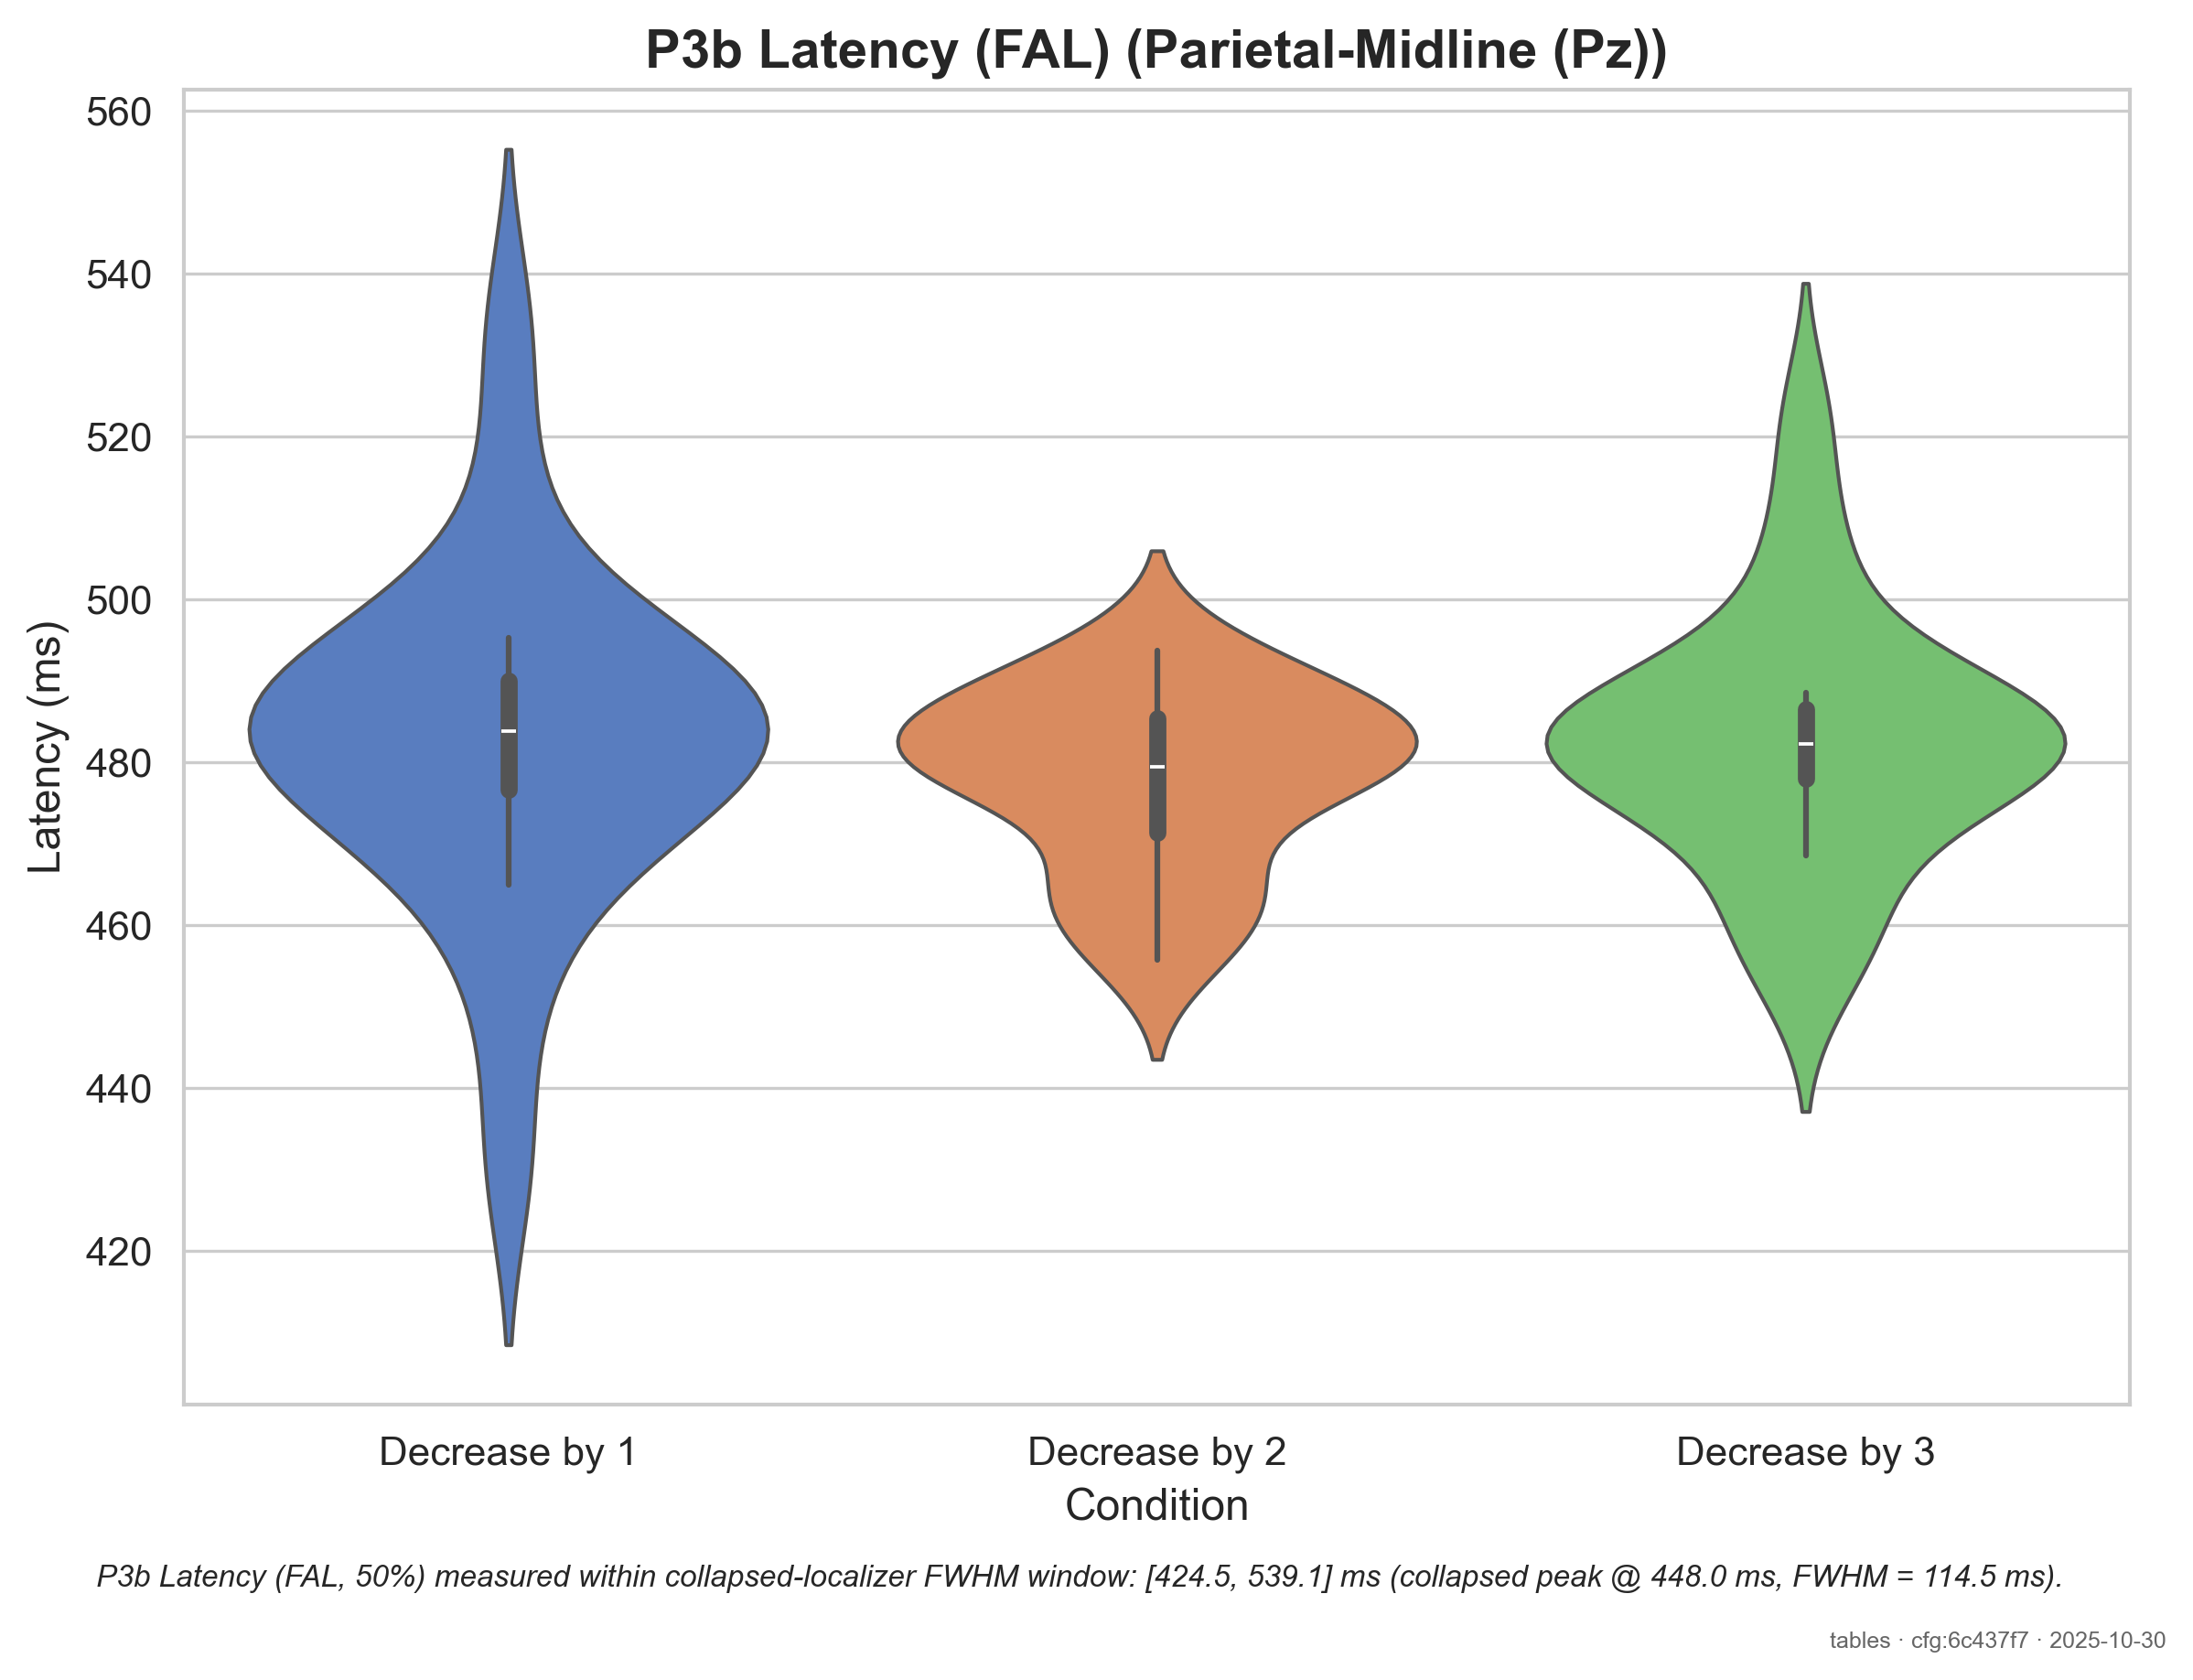 P3b Latency (FAL) (Parietal-Midline (Pz))
Latency (ms)
560
540
520
500
480
460
440
420
Decrease by 1
Decrease by 2
Decrease by 3
Condition
P3b Latency (FAL, 50%) measured within collapsed-localizer FWHM window: [424.5, 539.1] ms (collapsed peak @ 448.0 ms, FWHM = 114.5 ms).
tables · cfg:6c437f7 · 2025-10-30